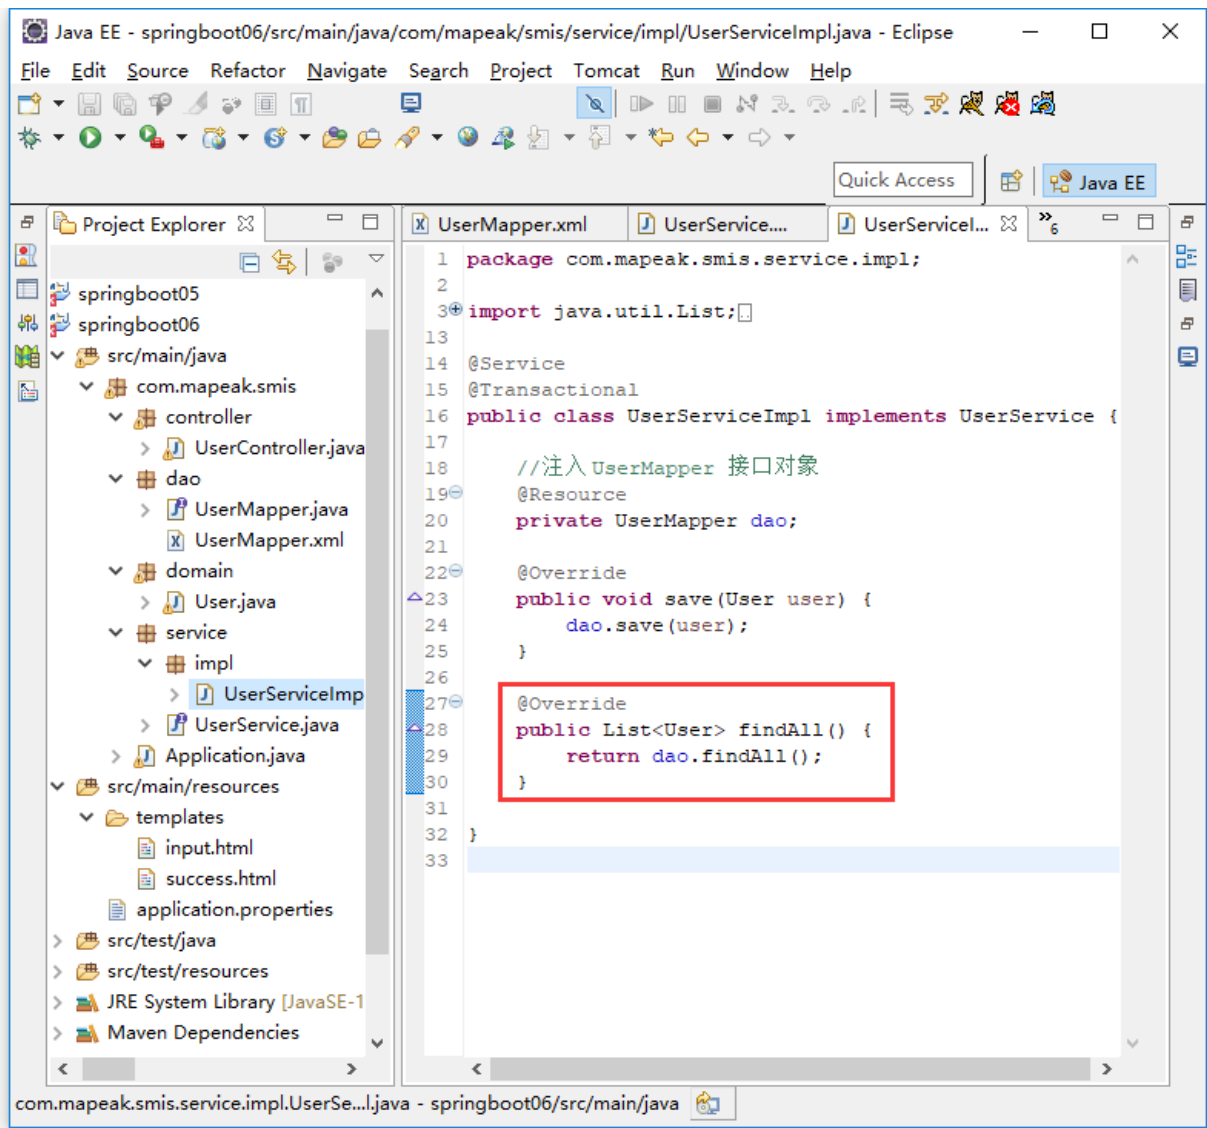 Java EE - springboot06/src/main/java/com/mapeak/smis/service/impl/UserServiceImpl.java - Eclipse
File Edit Source Refactor Navigate Search Project Tomcat Run Window Help
Quick Access
Java EE
Project Explorer
springboot05
springboot06
src/main/java
com.mapeak.smis
controller
UserController.java
dao
UserMapper.java
UserMapper.xml
domain
User.java
service
impl
UserServiceImp
UserService.java
Application.java
src/main/resources
templates
input.html
success.html
application.properties
src/test/java
src/test/resources
JRE System Library [JavaSE-1
Maven Dependencies
UserMapper.xml
UserService....
UserServiceI...
»6
1 package com.mapeak.smis.service.impl;
2
3 import java.util.List;
13
14 @Service
15 @Transactional
16 public class UserServiceImpl implements UserService {
17
18 //注入 UserMapper 接口对象
19 @Resource
20 private UserMapper dao;
21
22 @Override
23 public void save(User user) {
24 dao.save(user);
25 }
26
27 @Override
28 public List<User> findAll() {
29 return dao.findAll();
30 }
31
32 }
33
com.mapeak.smis.service.impl.UserSe...l.java - springboot06/src/main/java